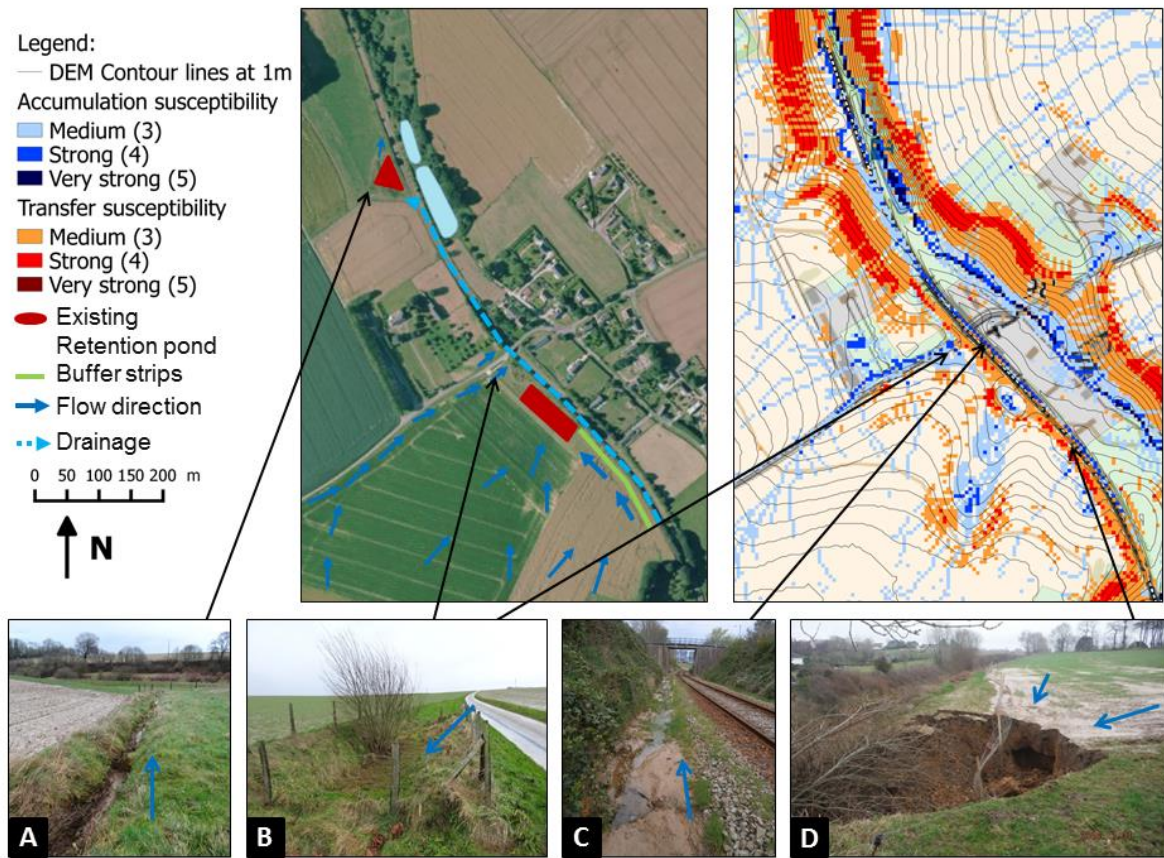 Legend:
DEM Contour lines at 1m
Accumulation susceptibility
Medium (3)
Strong (4)
Very strong (5)
Transfer susceptibility
Medium (3)
Strong (4)
Very strong (5)
Existing
Retention pond
Buffer strips
Flow direction
Drainage
0 50 100 150 200 m
N
A
B
C
D